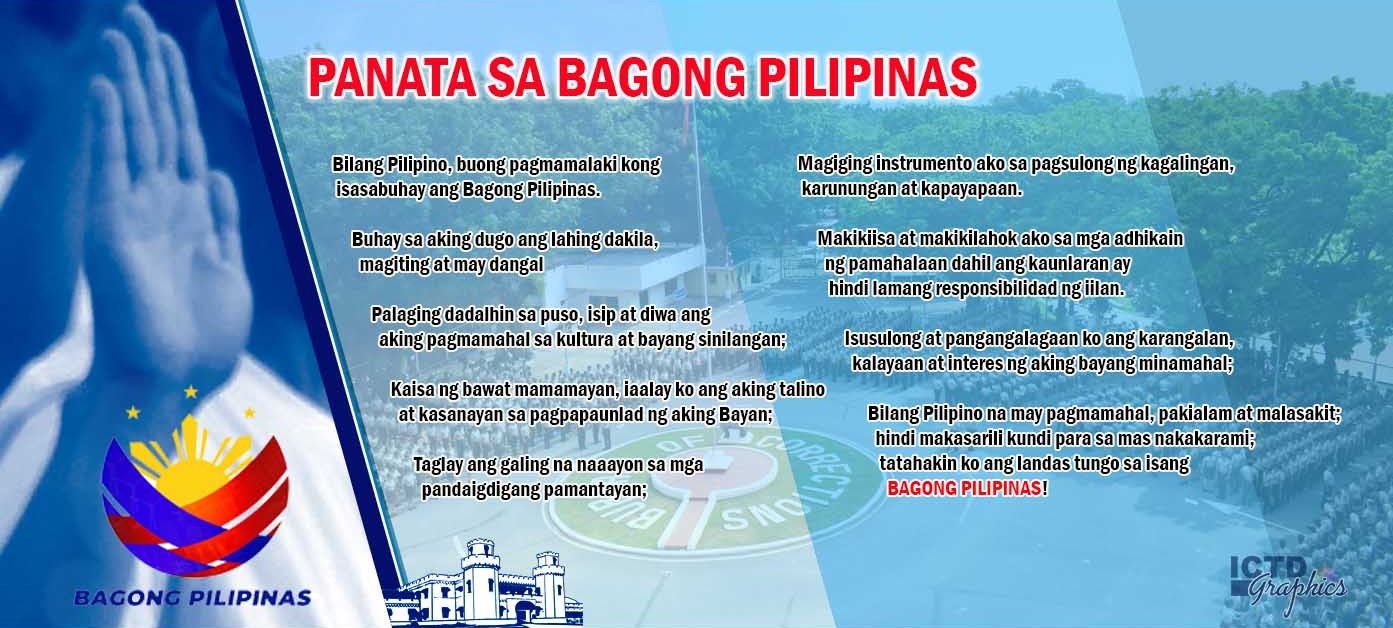 PANATA SA BAGONG PILIPINAS
Bilang Pilipino, buong pagmamalaki kong
isasabuhay ang Bagong Pilipinas.
Buhay sa aking dugo ang lahing dakila,
magiting at may dangal
Palaging dadalhin sa puso, isip at diwa ang
aking pagmamahal sa kultura at bayang sinilangan;
Kaisa ng bawat mamamayan, iaalay ko ang aking talino
at kasanayan sa pagpapaunlad ng aking Bayan;
Taglay ang galing na naaayon sa mga
pandaigdigang pamantayan;
Magiging instrumento ako sa pagsulong ng kagalingan,
karunungan at kapayapaan.
Makikiisa at makikilahok ako sa mga adhikain
ng pamahalaan dahil ang kaunlaran ay
hindi lamang responsibilidad ng iilan.
Isusulong at pangangalagaan ko ang karangalan,
kalayaan at interes ng aking bayang minamahal;
Bilang Pilipino na may pagmamahal, pakialam at malasakit;
hindi makasarili kundi para sa mas nakakarami;
tatahakin ko ang landas tungo sa isang
BAGONG PILIPINAS!
BAGONG PILIPINAS
OF CORRECTIONS
ICTD
Graphics